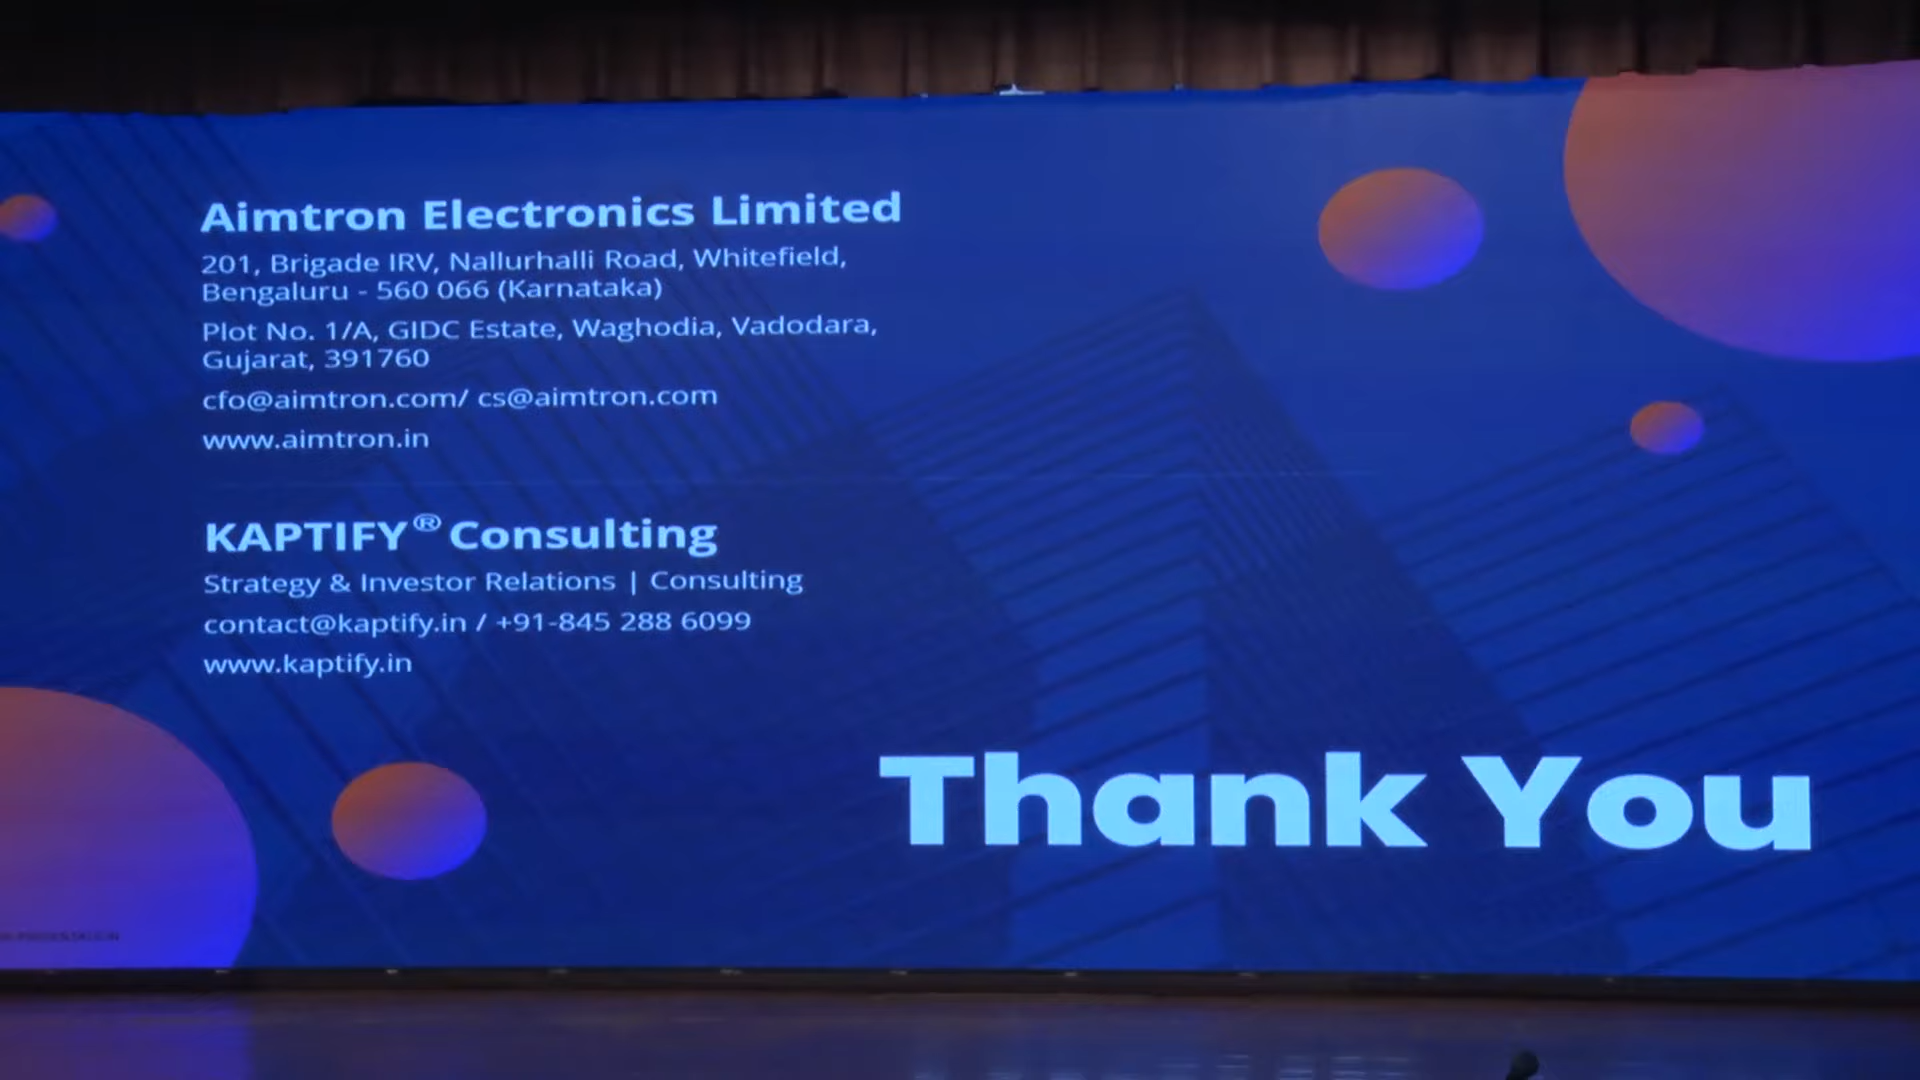 Aimtron Electronics Limited
201, Brigade IRV, Nallurhalli Road, Whitefield,
Bengaluru - 560 066 (Karnataka)
Plot No. 1/A, GIDC Estate, Waghodia, Vadodara,
Gujarat, 391760
cfo@aimtron.com/ cs@aimtron.com
www.aimtron.in
KAPTIFY® Consulting
Strategy & Investor Relations | Consulting
contact@kaptify.in / +91-845 288 6099
www.kaptify.in
Thank You